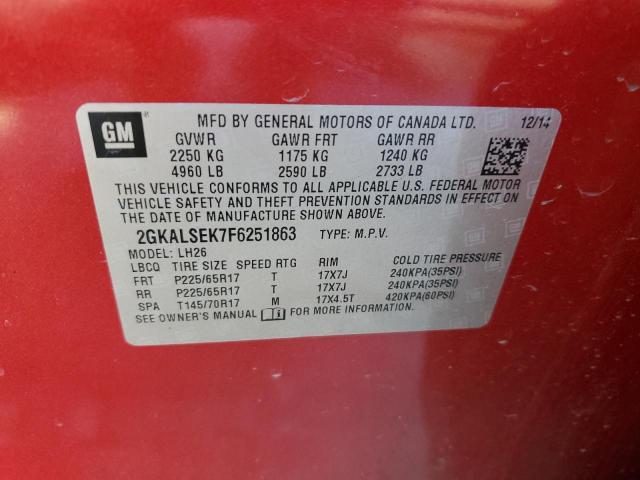 GM ®
MFD BY GENERAL MOTORS OF CANADA LTD. 12/14
GVWR GAWR FRT GAWR RR
2250 KG 1175 KG 1240 KG
4960 LB 2590 LB 2733 LB
THIS VEHICLE CONFORMS TO ALL APPLICABLE U.S. FEDERAL MOTOR
VEHICLE SAFETY AND THEFT PREVENTION STANDARDS IN EFFECT ON
THE DATE OF MANUFACTURE SHOWN ABOVE.
2GKALSEK7F6251863 TYPE: M.P.V.
MODEL: LH26
LBCQ TIRE SIZE SPEED RTG RIM COLD TIRE PRESSURE
FRT P225/65R17 T 17X7J 240KPA(35PSI)
RR P225/65R17 T 17X7J 240KPA(35PSI)
SPA T145/70R17 M 17X4.5T 420KPA(60PSI)
SEE OWNER'S MANUAL FOR MORE INFORMATION.